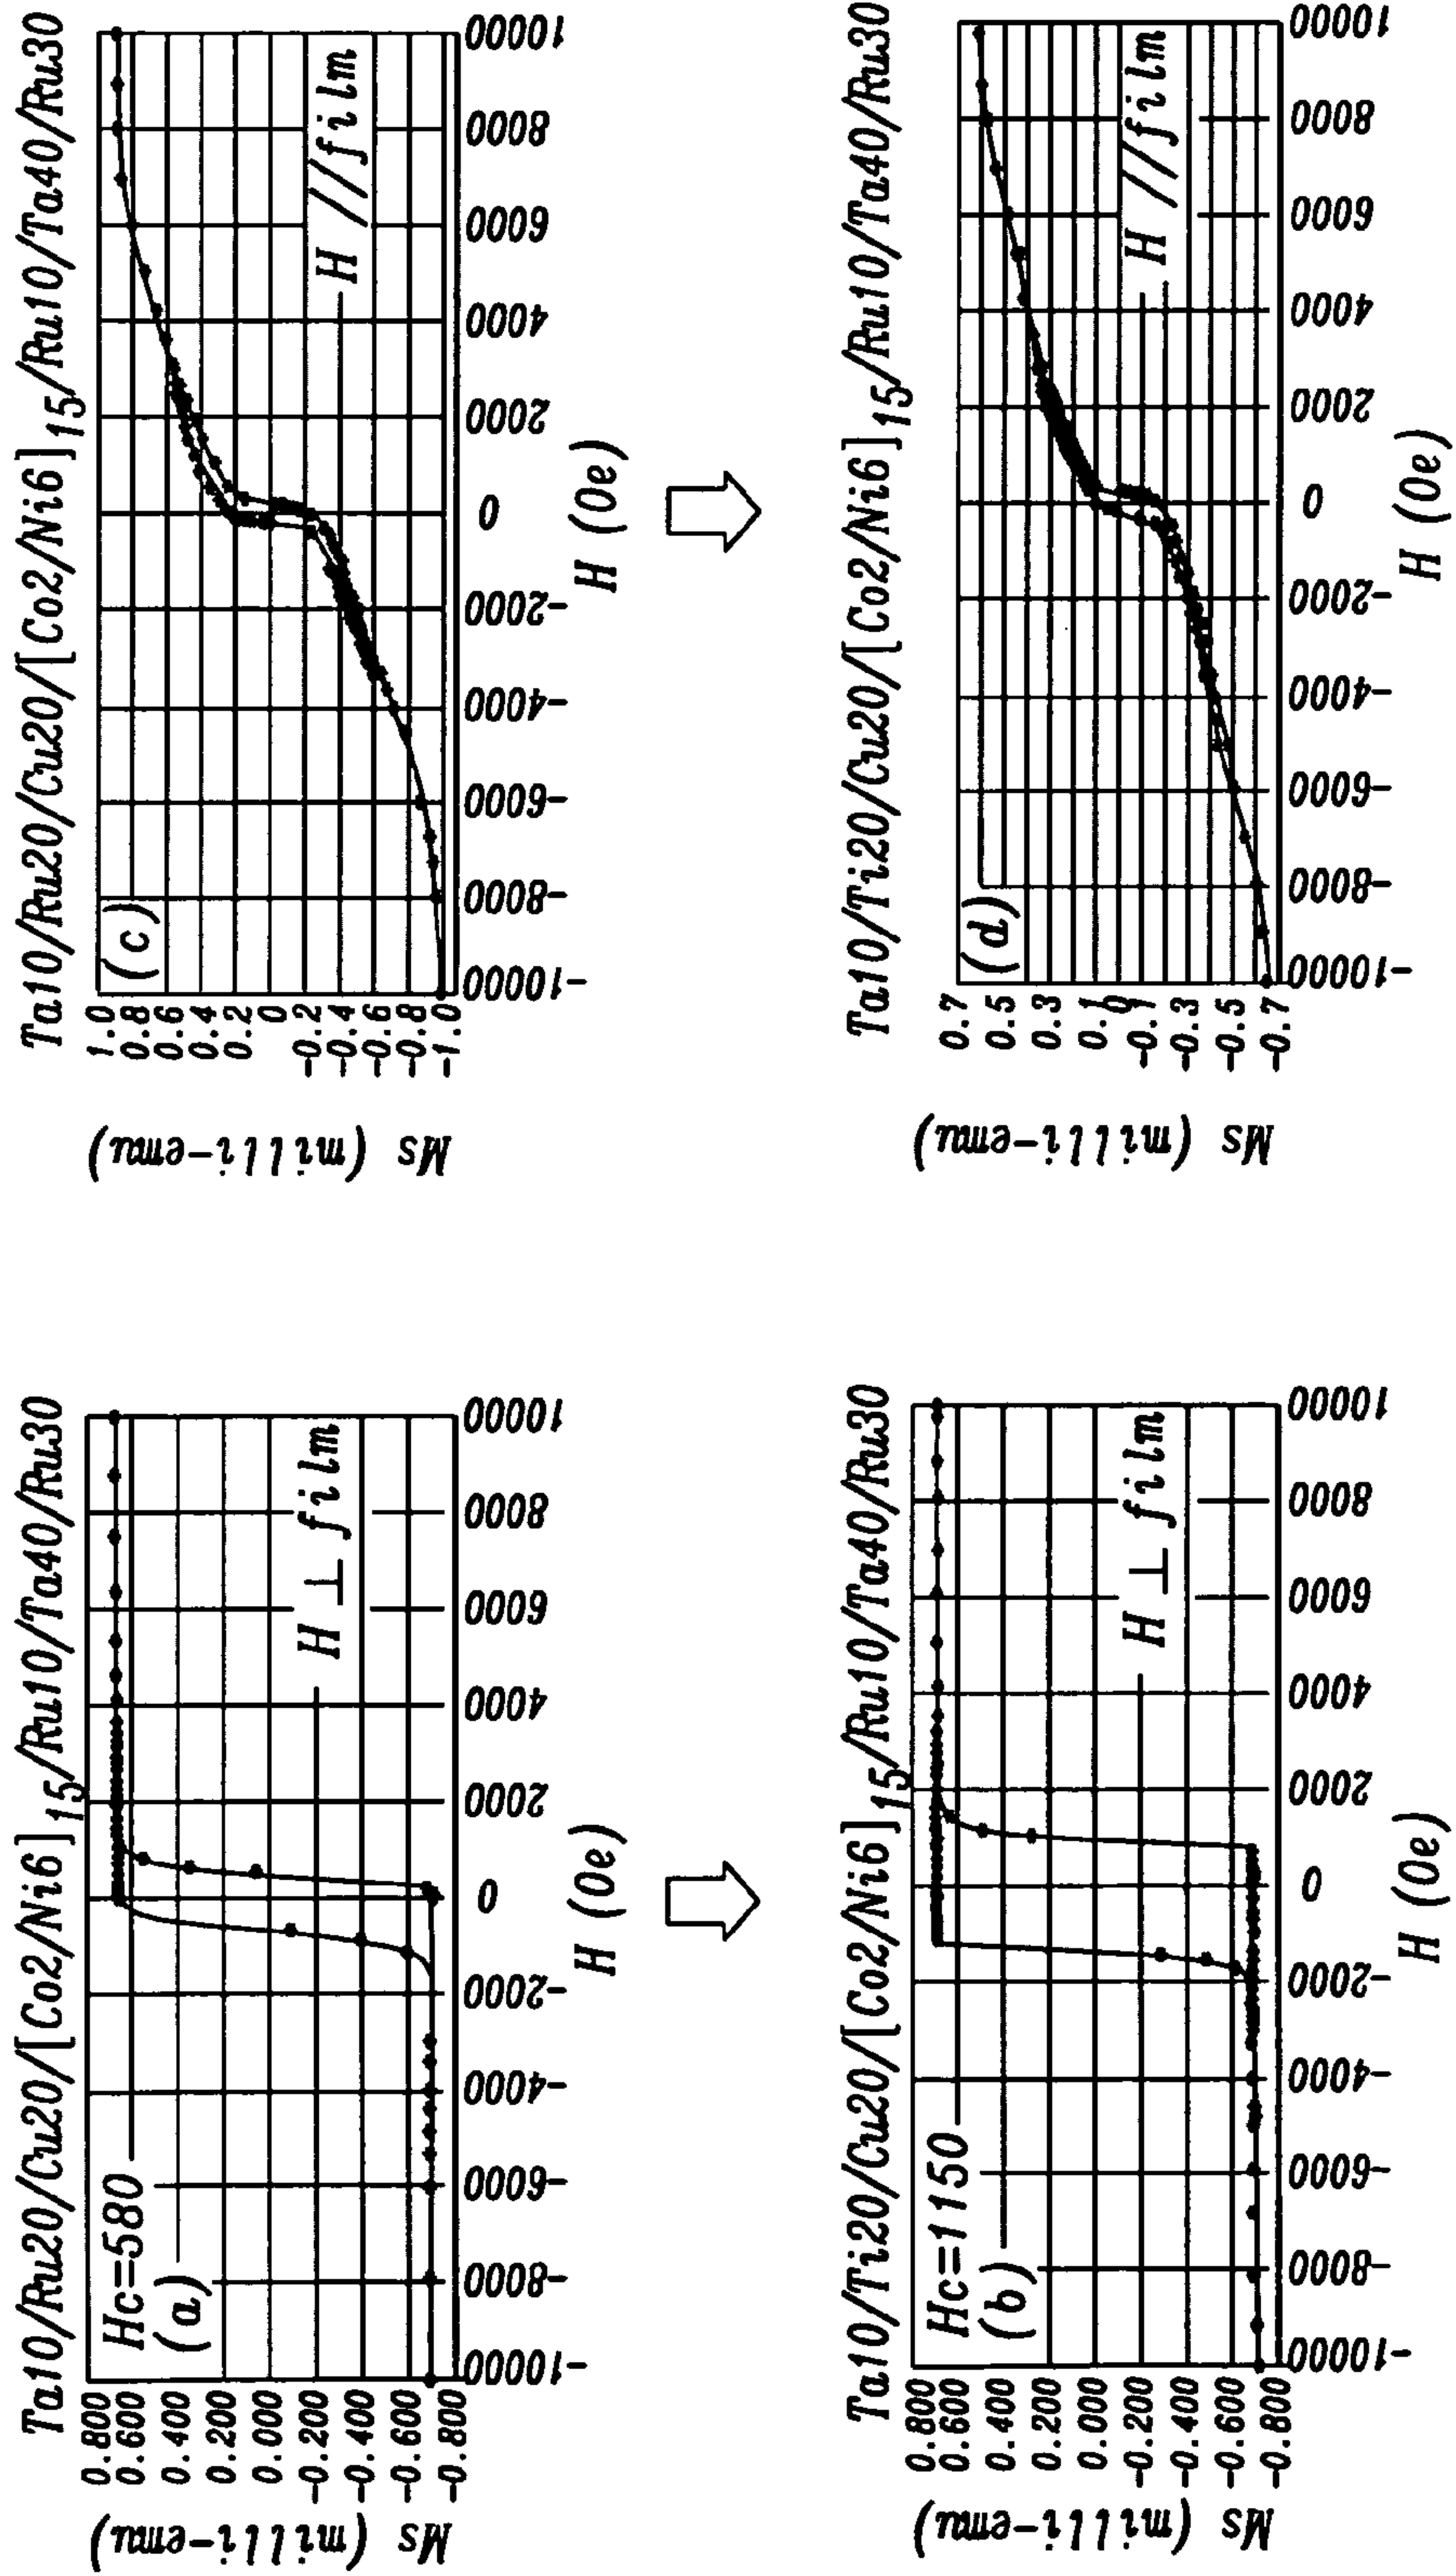 Ta10/Ru20/Cu20/[Co2/Ni6]15/Ru10/Ta40/Ru30
Ms (milli-emu)
0.800
0.600
0.400
0.200
0.000
-0.200
-0.400
-0.600
-0.800
Hc=580
(a)
H ⊥ film
-10000 -8000 -6000 -4000 -2000 0 2000 4000 6000 8000 10000
H (Oe)
Ta10/Ru20/Cu20/[Co2/Ni6]15/Ru10/Ta40/Ru30
Ms (milli-emu)
1.0
0.8
0.6
0.4
0.2
0
-0.2
-0.4
-0.6
-0.8
-1.0
(c)
H //film
-10000 -8000 -6000 -4000 -2000 0 2000 4000 6000 8000 10000
H (Oe)
Ta10/Ti20/Cu20/[Co2/Ni6]15/Ru10/Ta40/Ru30
Ms (milli-emu)
0.800
0.600
0.400
0.200
0.000
-0.200
-0.400
-0.600
-0.800
Hc=1150
(b)
H ⊥ film
-10000 -8000 -6000 -4000 -2000 0 2000 4000 6000 8000 10000
H (Oe)
Ta10/Ti20/Cu20/[Co2/Ni6]15/Ru10/Ta40/Ru30
Ms (milli-emu)
0.7
0.5
0.3
0.1
0
-0.1
-0.3
-0.5
-0.7
(d)
H //film
-10000 -8000 -6000 -4000 -2000 0 2000 4000 6000 8000 10000
H (Oe)